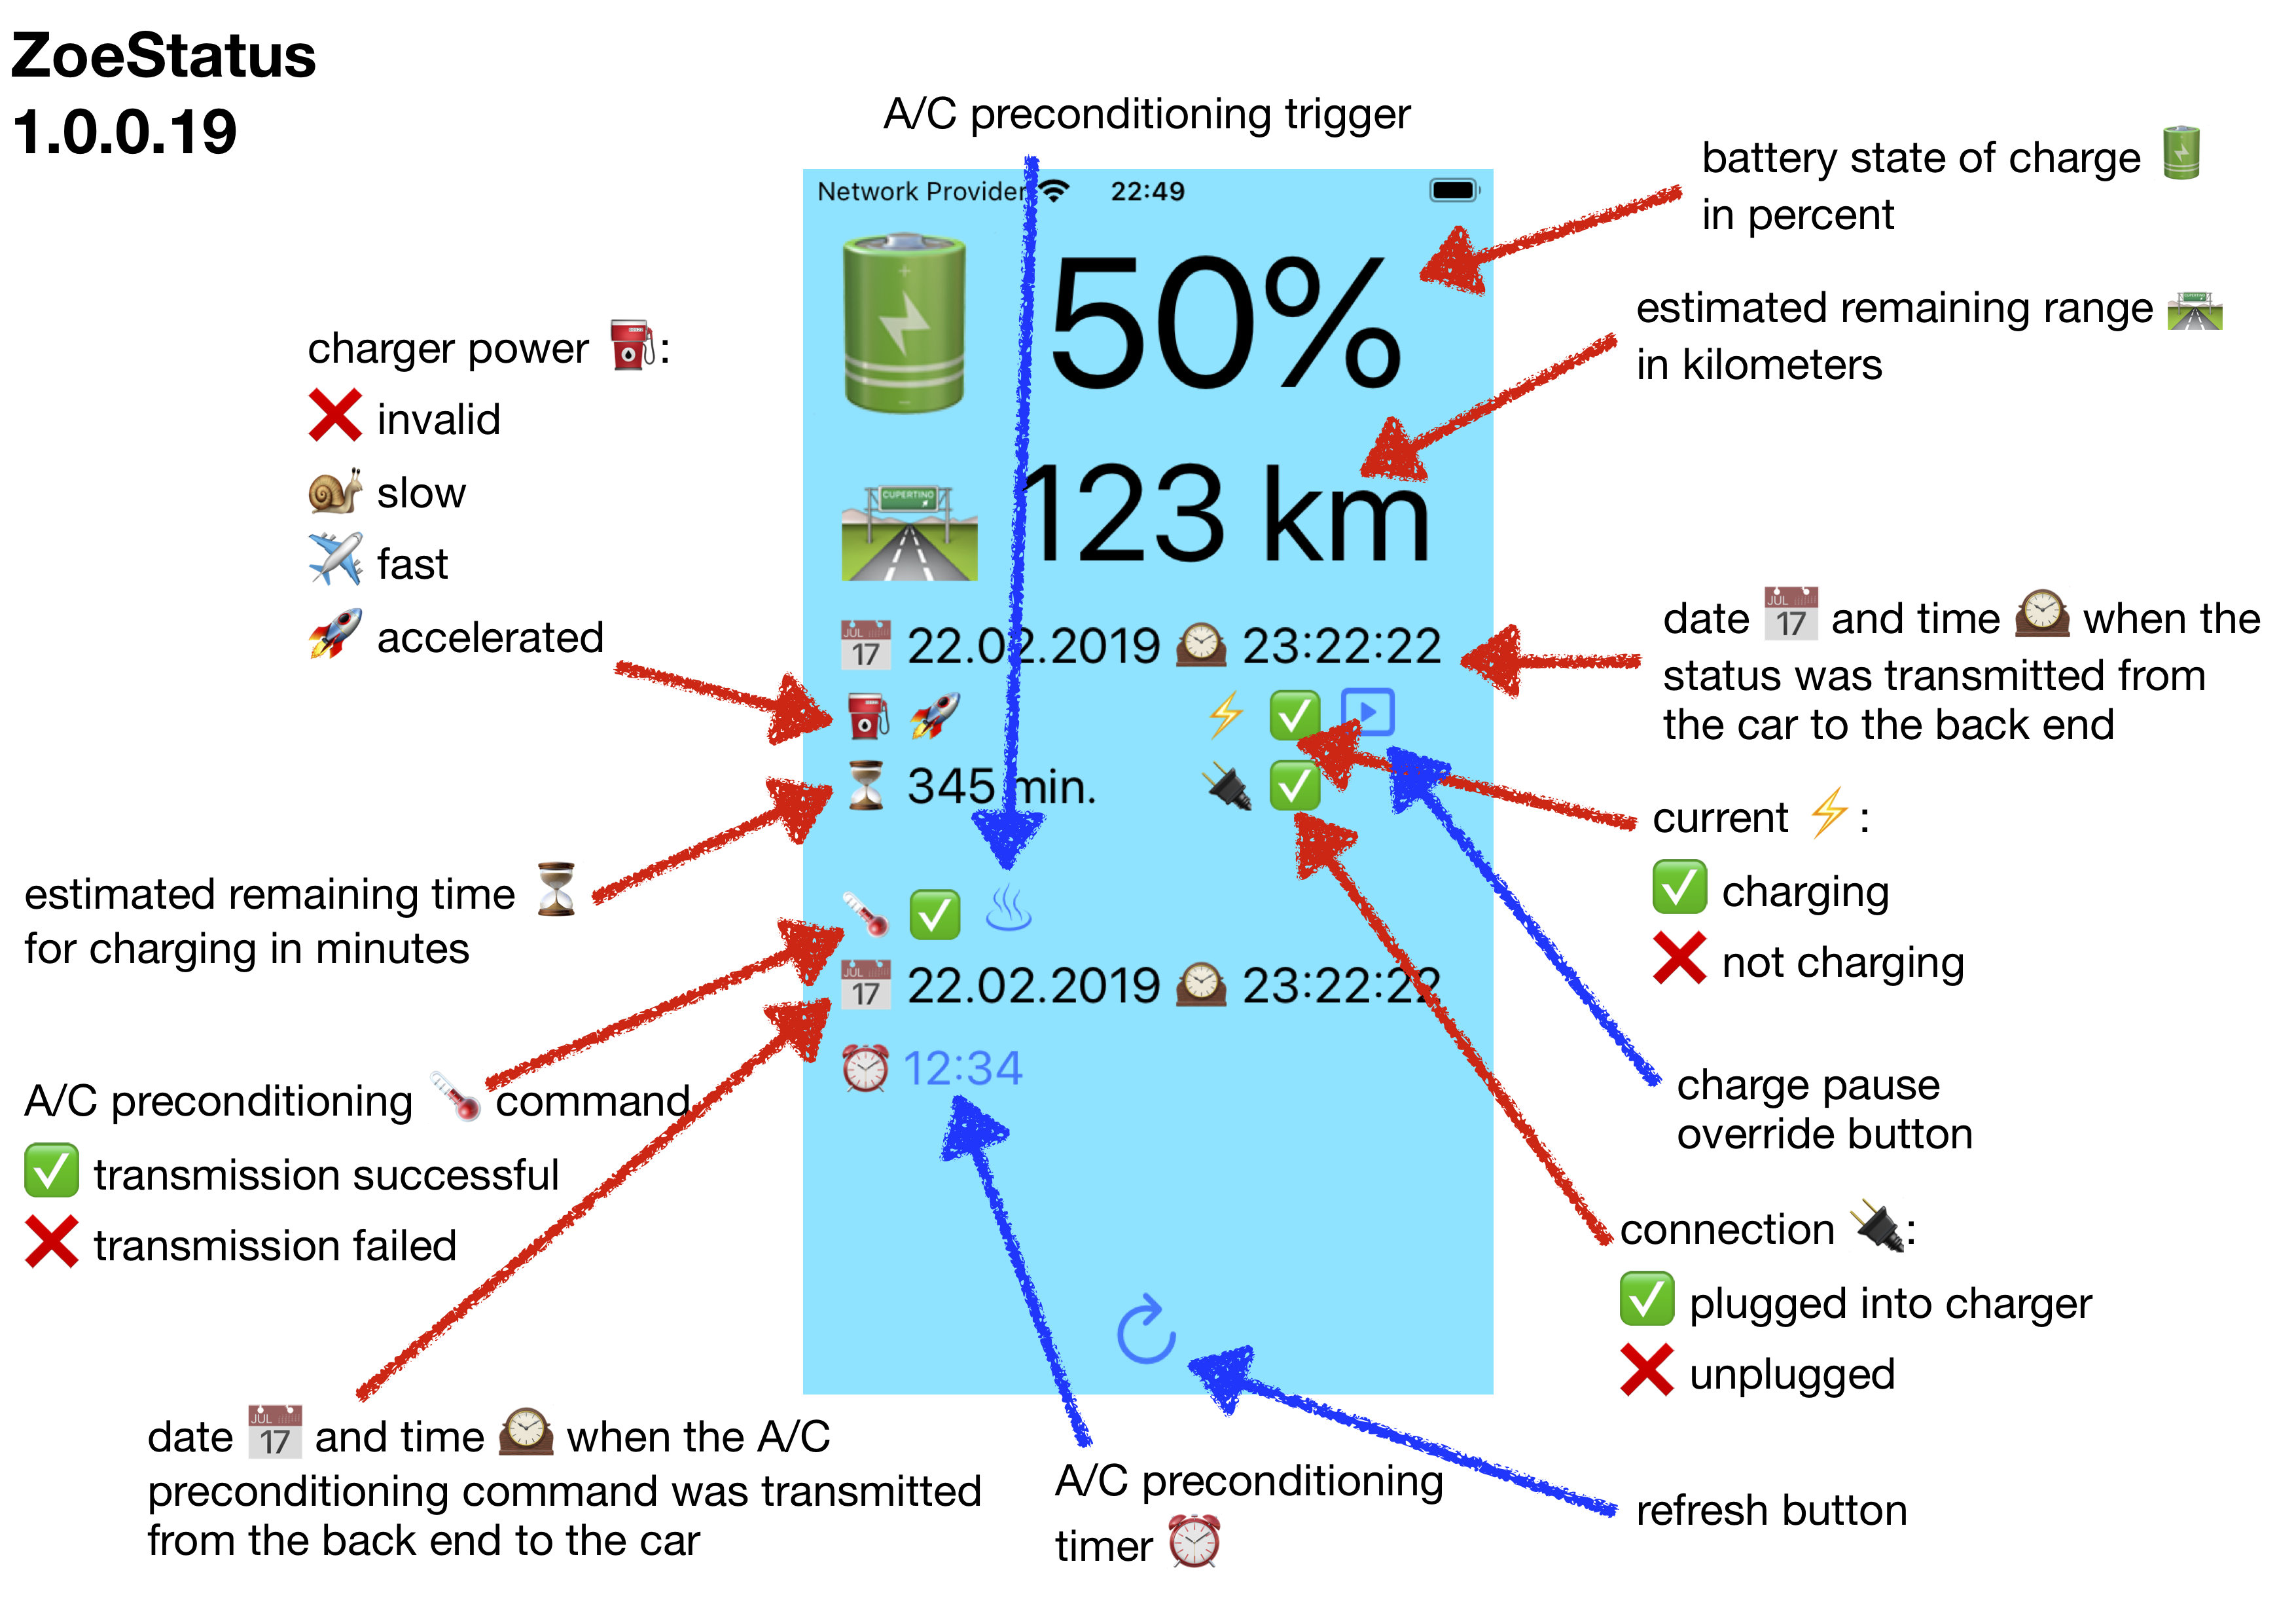 ZoeStatus
1.0.0.19
A/C preconditioning trigger
battery state of charge
in percent
estimated remaining range
in kilometers
charger power :
invalid
slow
fast
accelerated
Network Provider 22:49
50%
CUPERTINO
123 km
JUL 17 22.02.2019 23:22:22
345 min.
JUL 17 22.02.2019 23:22:22
12:34
date JUL 17 and time when the
status was transmitted from
the car to the back end
current :
charging
not charging
charge pause
override button
connection :
plugged into charger
unplugged
estimated remaining time
for charging in minutes
A/C preconditioning command
transmission successful
transmission failed
date JUL 17 and time when the A/C
preconditioning command was transmitted
from the back end to the car
A/C preconditioning
timer
refresh button